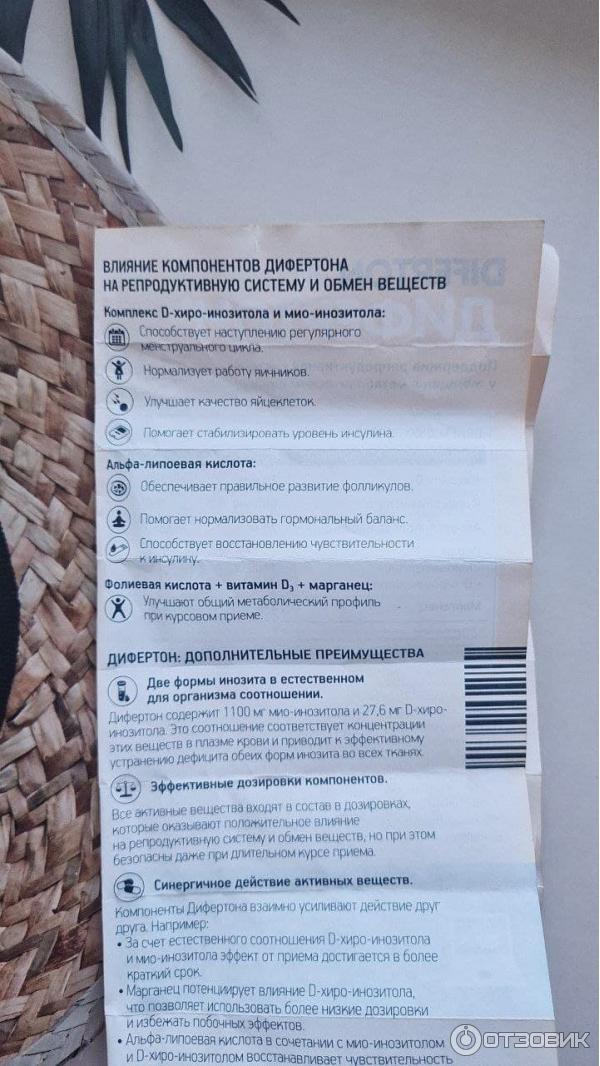 ВЛИЯНИЕ КОМПОНЕНТОВ ДИФЕРТОНА
НА РЕПРОДУКТИВНУЮ СИСТЕМУ И ОБМЕН ВЕЩЕСТВ
Комплекс D-хиро-инозитола и мио-инозитола:
Способствует наступлению регулярного
менструального цикла.
Нормализует работу яичников.
Улучшает качество яйцеклеток.
Помогает стабилизировать уровень инсулина.
Альфа-липоевая кислота:
Обеспечивает правильное развитие фолликулов.
Помогает нормализовать гормональный баланс.
Способствует восстановлению чувствительности
к инсулину.
Фолиевая кислота + витамин D₃ + марганец:
Улучшают общий метаболический профиль
при курсовом приеме.
ДИФЕРТОН: ДОПОЛНИТЕЛЬНЫЕ ПРЕИМУЩЕСТВА
Две формы инозита в естественном
для организма соотношении.
Дифертон содержит 1100 мг мио-инозитола и 27,6 мг D-хиро-
инозитола. Это соотношение соответствует концентрации
этих веществ в плазме крови и приводит к эффективному
устранению дефицита обеих форм инозита во всех тканях.
Эффективные дозировки компонентов.
Все активные вещества входят в состав в дозировках,
которые оказывают положительное влияние
на репродуктивную систему и обмен веществ, но при этом
безопасны даже при длительном курсе приема.
Синергичное действие активных веществ.
Компоненты Дифертона взаимно усиливают действие друг
друга. Например:
• За счет естественного соотношения D-хиро-инозитола
и мио-инозитола эффект от приема достигается в более
краткий срок.
• Марганец потенциирует влияние D-хиро-инозитола,
что позволяет использовать более низкие дозировки
и избежать побочных эффектов.
• Альфа-липоевая кислота в сочетании с мио-инозитолом
и D-хиро-инозитолом восстанавливает чувствительность
ОТЗОВИК